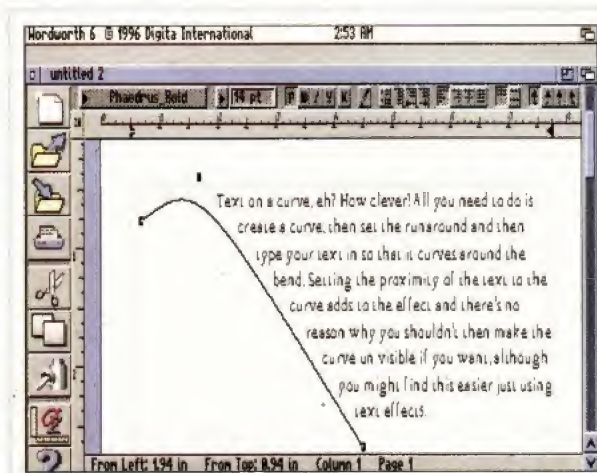 Wordworth 6 © 1996 Digita International 2:53 AM
untitled 2
Phaedrus_Bold 14 pt
Text on a curve, eh? How clever! All you need to do is
create a curve, then set the runaround and then
type your text in so that it curves around the
bend. Setting the proximity of the text to the
curve adds to the effect and there's no
reason why you shouldn't then make the
curve un visible if you want, although
you might find this easier just using
text effects.
From Left: 1.94 in From Top: 0.94 in Column 1 Page 1